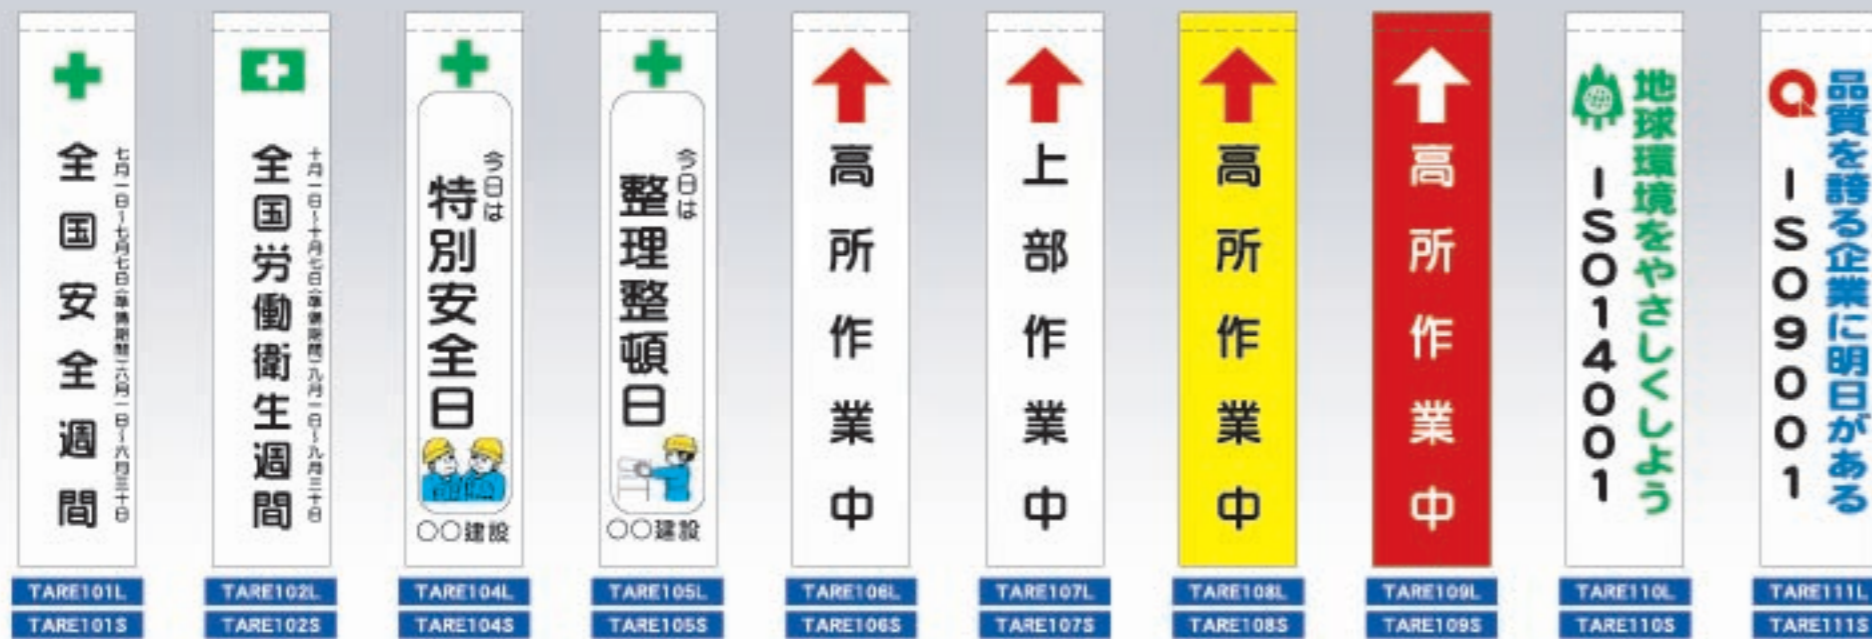 全国安全週間
七月一日~七月七日(準備期間)六月一日~六月三十日
TARE101L
TARE101S
全国労働衛生週間
十月一日~十月七日(準備期間)九月一日~九月三十日
TARE102L
TARE102S
今日は
特別安全日
○○建設
TARE104L
TARE104S
今日は
整理整頓日
○○建設
TARE105L
TARE105S
高所作業中
TARE106L
TARE106S
上部作業中
TARE107L
TARE107S
高所作業中
TARE108L
TARE108S
高所作業中
TARE109L
TARE109S
地球環境をやさしくしよう
ISO14001
TARE110L
TARE110S
品質を誇る企業に明日がある
ISO9001
TARE111L
TARE111S